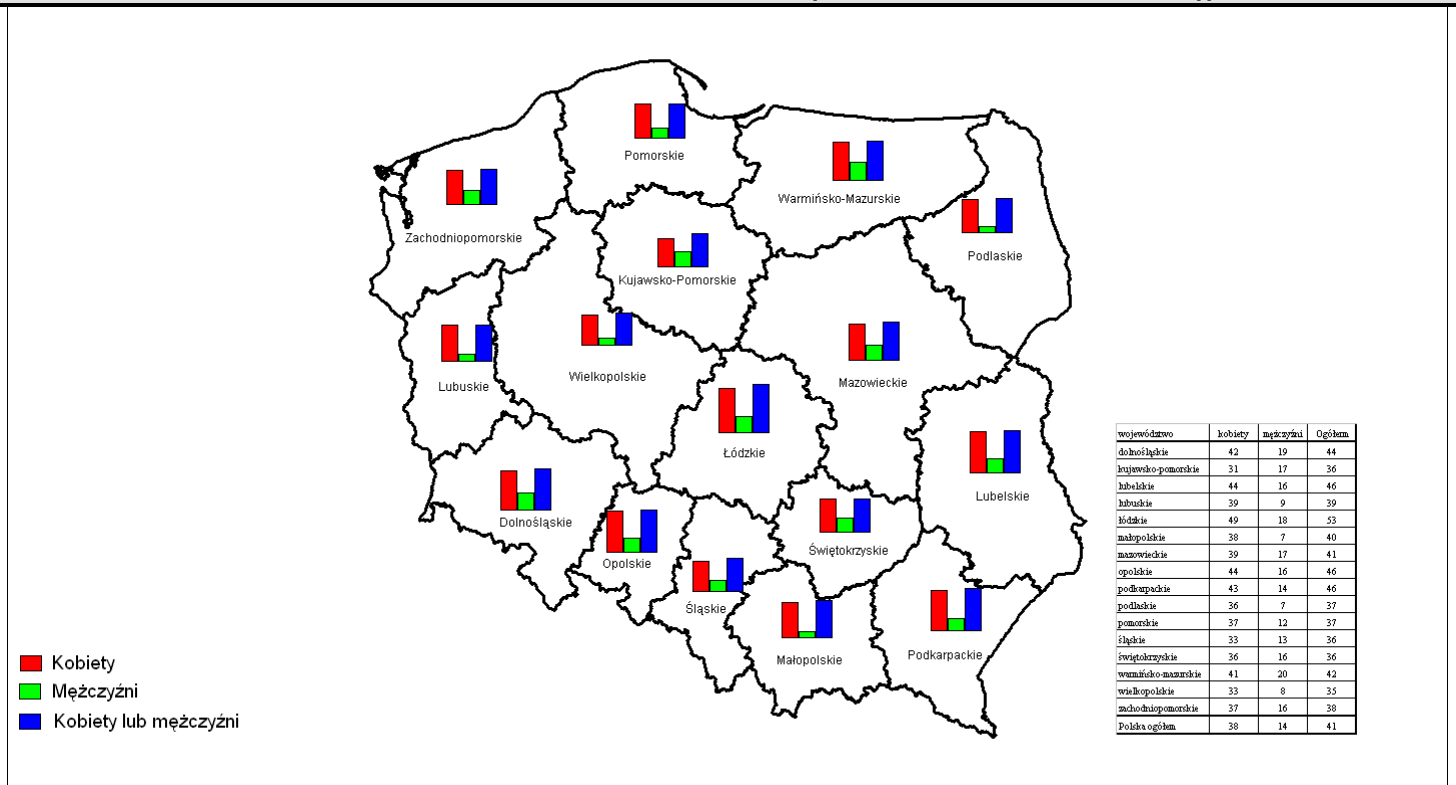 Pomorskie
Warmińsko-Mazurskie
Zachodniopomorskie
Podlaskie
Kujawsko-Pomorskie
Lubuskie
Wielkopolskie
Mazowieckie
Łódzkie
Lubelskie
Dolnośląskie
Opolskie
Świętokrzyskie
Śląskie
Małopolskie
Podkarpackie
Kobiety
Mężczyźni
Kobiety lub mężczyźni
województwo kobiety mężczyźni Ogółem
dolnośląskie 42 19 44
kujawsko-pomorskie 31 17 36
lubelskie 44 16 46
lubuskie 39 9 39
łódzkie 49 18 53
małopolskie 38 7 40
mazowieckie 39 17 41
opolskie 44 16 46
podkarpackie 43 14 46
podlaskie 36 7 37
pomorskie 37 12 37
śląskie 33 13 36
świętokrzyskie 36 16 36
warmińsko-mazurskie 41 20 42
wielkopolskie 33 8 35
zachodniopomorskie 37 16 38
Polska ogółem 38 14 41